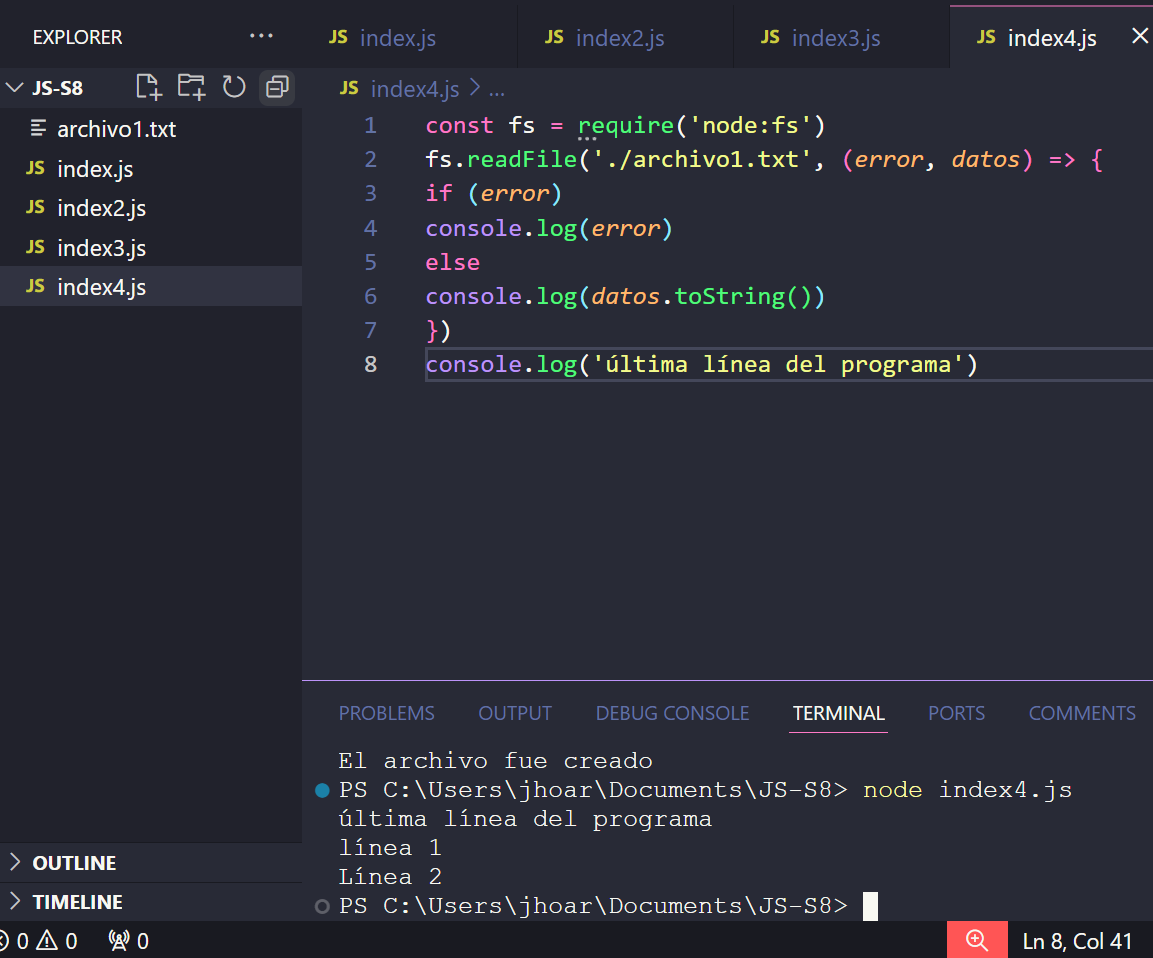 EXPLORER ...
JS index.js
JS index2.js
JS index3.js
JS index4.js
JS-S8
archivo1.txt
JS index.js
JS index2.js
JS index3.js
JS index4.js
JS index4.js > ...
1 const fs = require('node:fs')
2 fs.readFile('./archivo1.txt', (error, datos) => {
3 if (error)
4 console.log(error)
5 else
6 console.log(datos.toString())
7 })
8 console.log('última línea del programa')
PROBLEMS OUTPUT DEBUG CONSOLE TERMINAL PORTS COMMENTS
El archivo fue creado
PS C:\Users\jhoar\Documents\JS-S8> node index4.js
última línea del programa
línea 1
Línea 2
PS C:\Users\jhoar\Documents\JS-S8>
OUTLINE
TIMELINE
0 0 0
Ln 8, Col 41